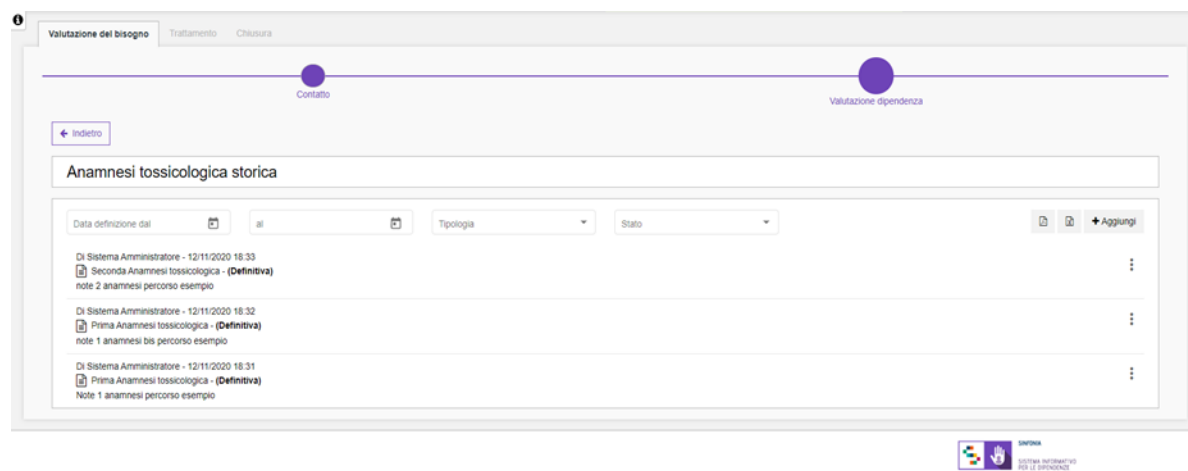 Valutazione del bisogno Trattamento Chiusura
Contatto
Valutazione dipendenza
Indietro
Anamnesi tossicologica storica
Data definizione dal al Tipologia Stato + Aggiungi
Di Sistema Amministratore - 12/11/2020 18:33
Seconda Anamnesi tossicologica - (Definitiva)
note 2 anamnesi percorso esempio
Di Sistema Amministratore - 12/11/2020 18:32
Prima Anamnesi tossicologica - (Definitiva)
note 1 anamnesi bis percorso esempio
Di Sistema Amministratore - 12/11/2020 18:31
Prima Anamnesi tossicologica - (Definitiva)
Note 1 anamnesi percorso esempio
SINFONIA
SISTEMA INFORMATIVO
PER LE DIPENDENZE